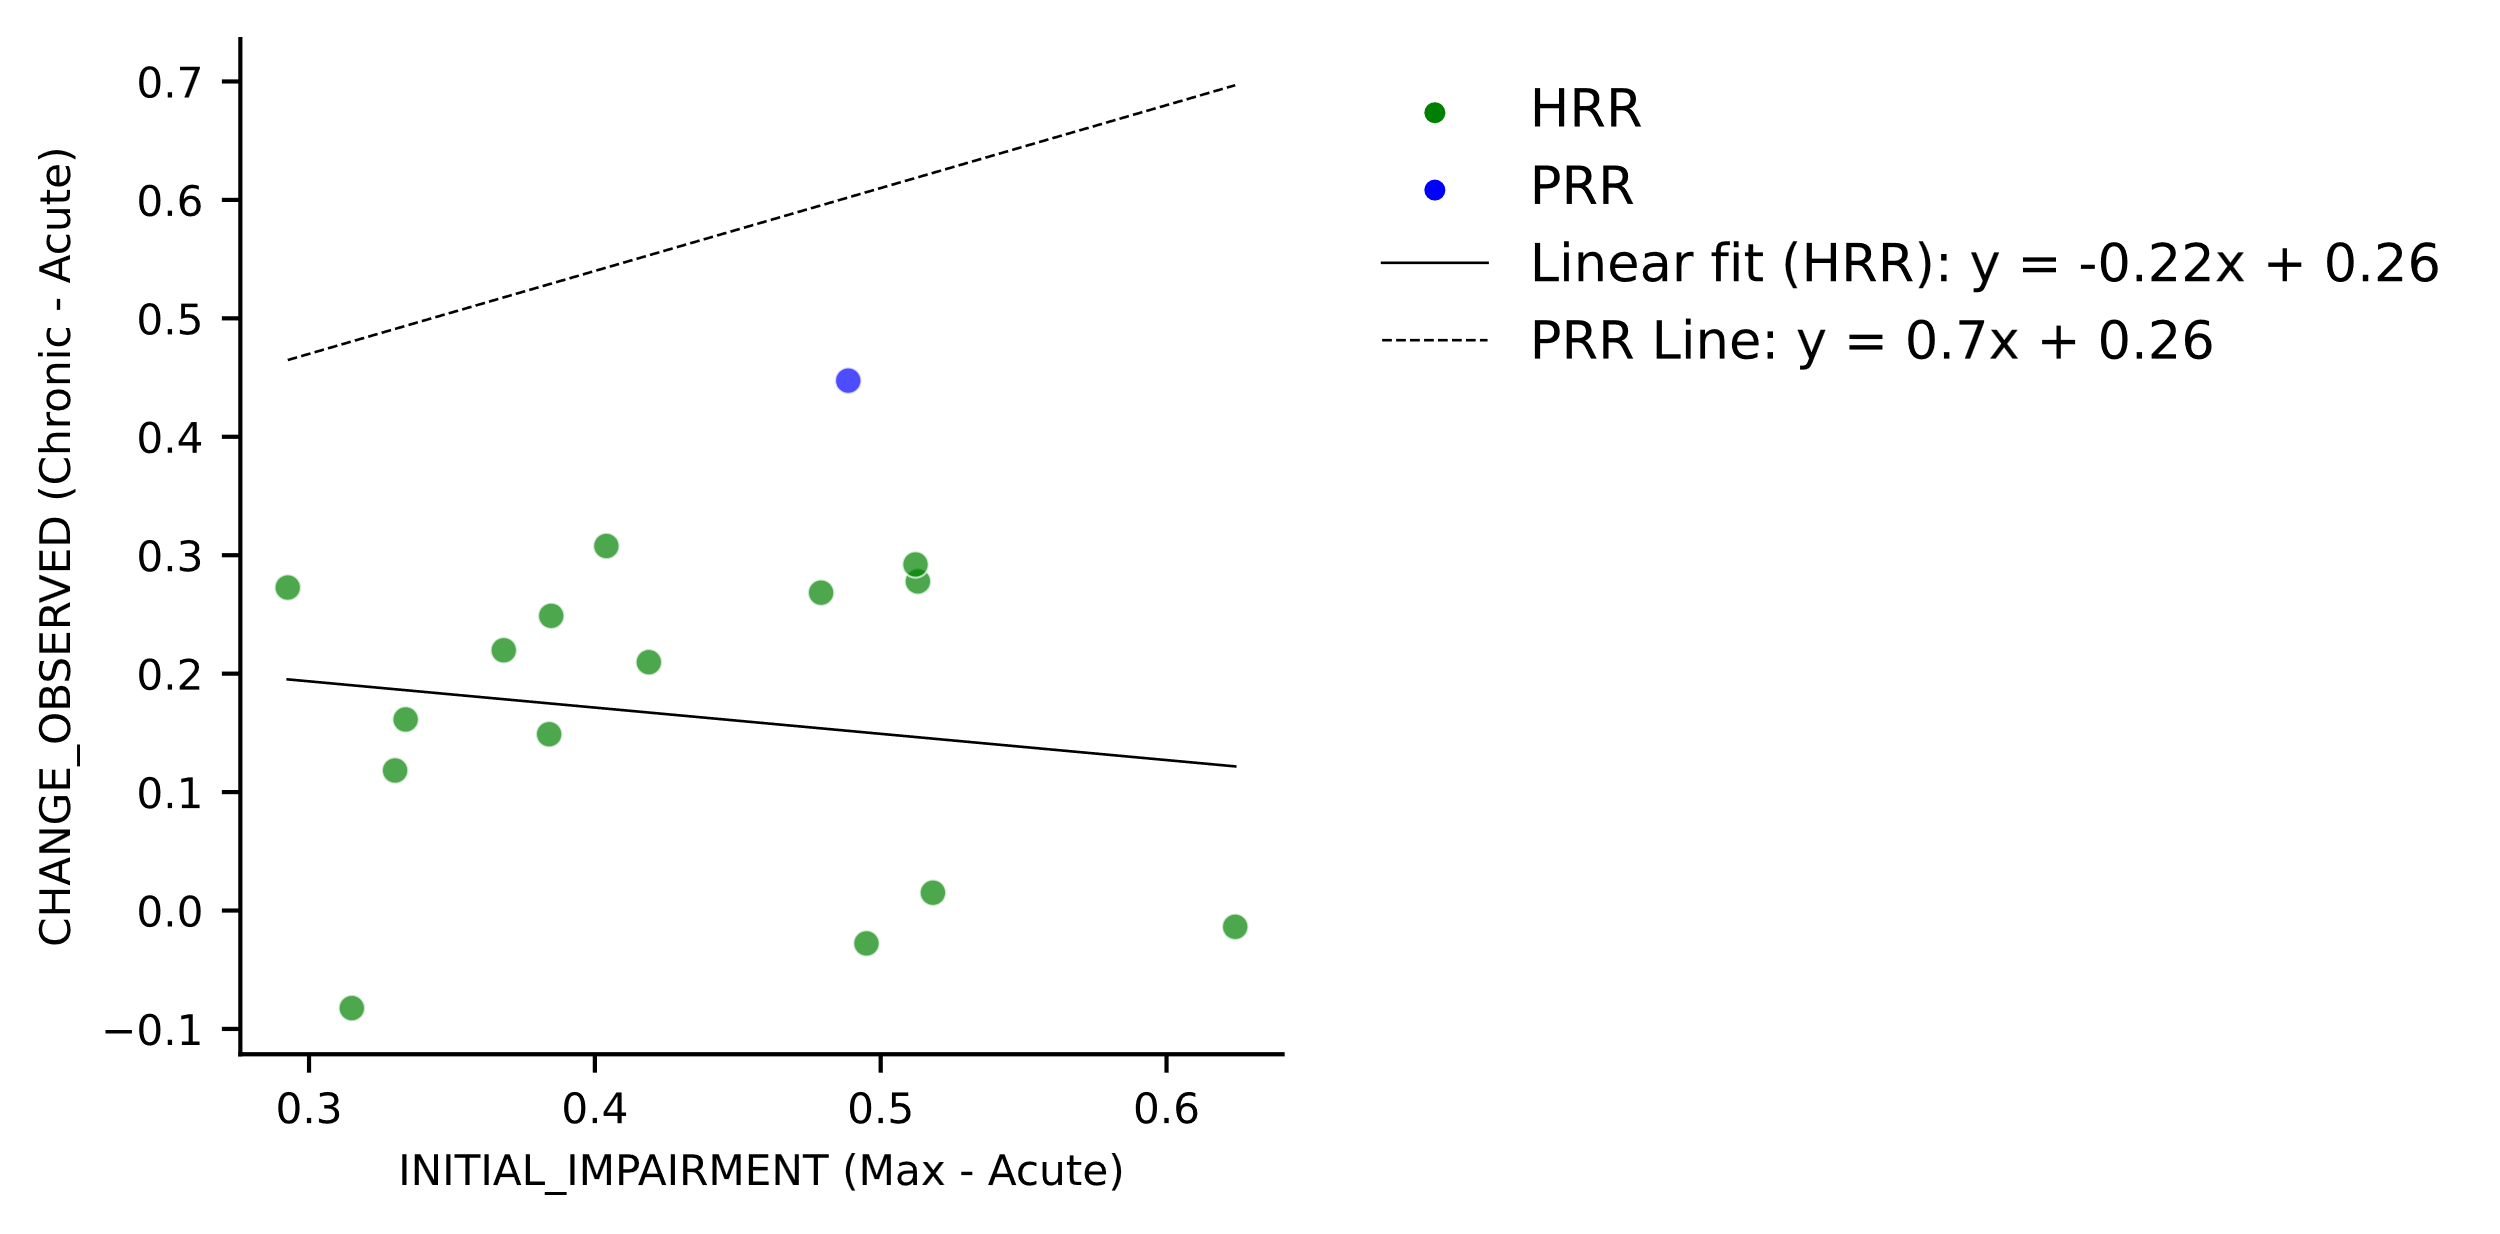 CHANGE_OBSERVED (Chronic - Acute)
0.7
0.6
0.5
0.4
0.3
0.2
0.1
0.0
−0.1
0.3 0.4 0.5 0.6
INITIAL_IMPAIRMENT (Max - Acute)
HRR
PRR
Linear fit (HRR): y = -0.22x + 0.26
PRR Line: y = 0.7x + 0.26